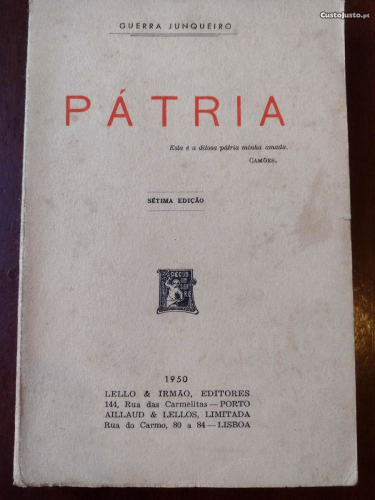 CustoJusto.pt
GUERRA JUNQUEIRO
PÁTRIA
Esta é a ditosa pátria minha amada.
CAMÕES.
SÉTIMA EDIÇÃO
DECUS
1950
LELLO & IRMÃO, EDITORES
144, Rua das Carmelitas — PORTO
AILLAUD & LELLOS, LIMITADA
Rua do Carmo, 80 a 84 — LISBOA